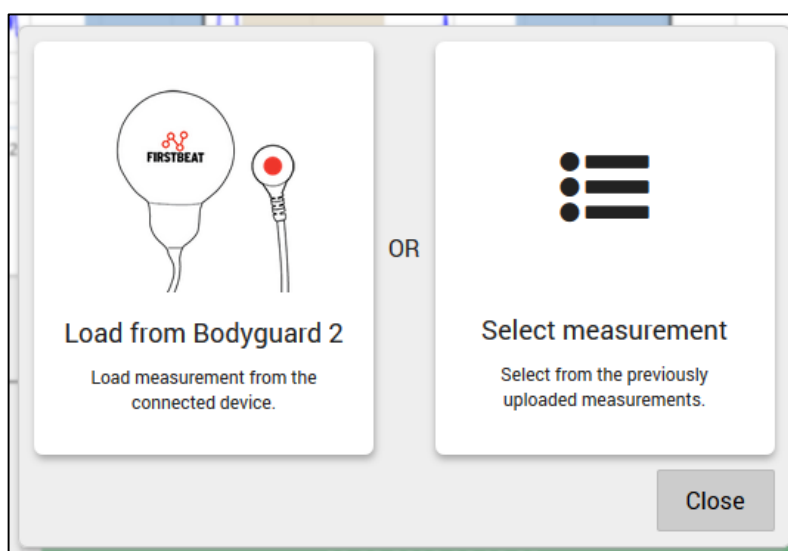 FIRSTBEAT
Load from Bodyguard 2
Load measurement from the
connected device.
OR
Select measurement
Select from the previously
uploaded measurements.
Close